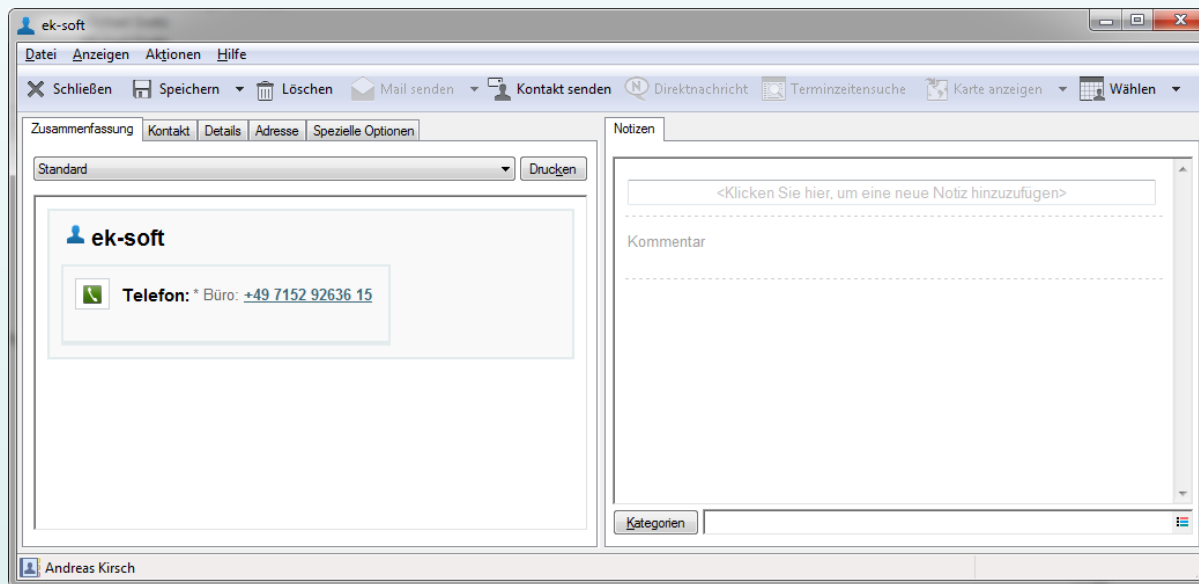 ek-soft
Datei Anzeigen Aktionen Hilfe
Schließen Speichern Löschen Mail senden Kontakt senden Direktnachricht Terminzeitensuche Karte anzeigen Wählen
Zusammenfassung Kontakt Details Adresse Spezielle Optionen
Standard Drucken
ek-soft
Telefon: * Büro: +49 7152 92636 15
Notizen
<Klicken Sie hier, um eine neue Notiz hinzuzufügen>
Kommentar
Kategorien
Andreas Kirsch